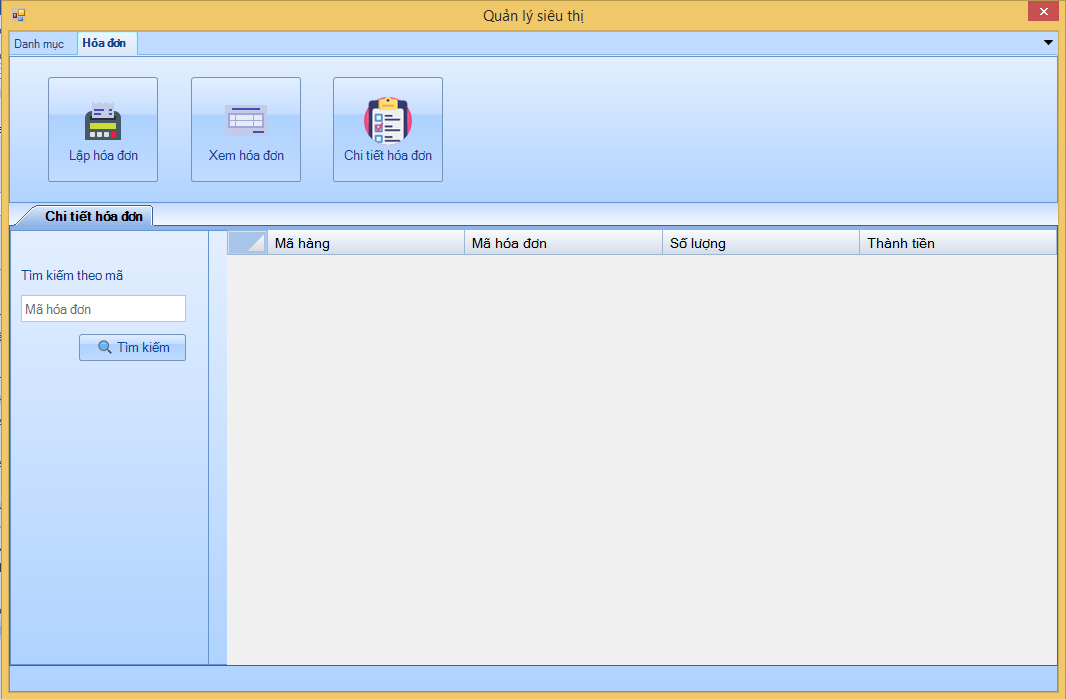 Quản lý siêu thị
Danh mục Hóa đơn
Lập hóa đơn Xem hóa đơn Chi tiết hóa đơn
Chi tiết hóa đơn
Mã hàng Mã hóa đơn Số lượng Thành tiền
Tìm kiếm theo mã
Mã hóa đơn
Tìm kiếm